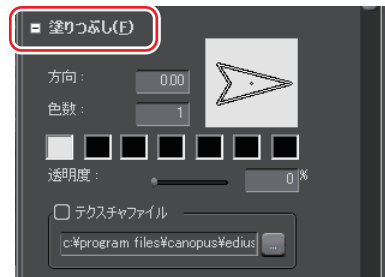 塗りつぶし(F)
方向： 0.00
色数： 1
透明度： 0 %
テクスチャファイル
c:¥program files¥canopus¥edius ...